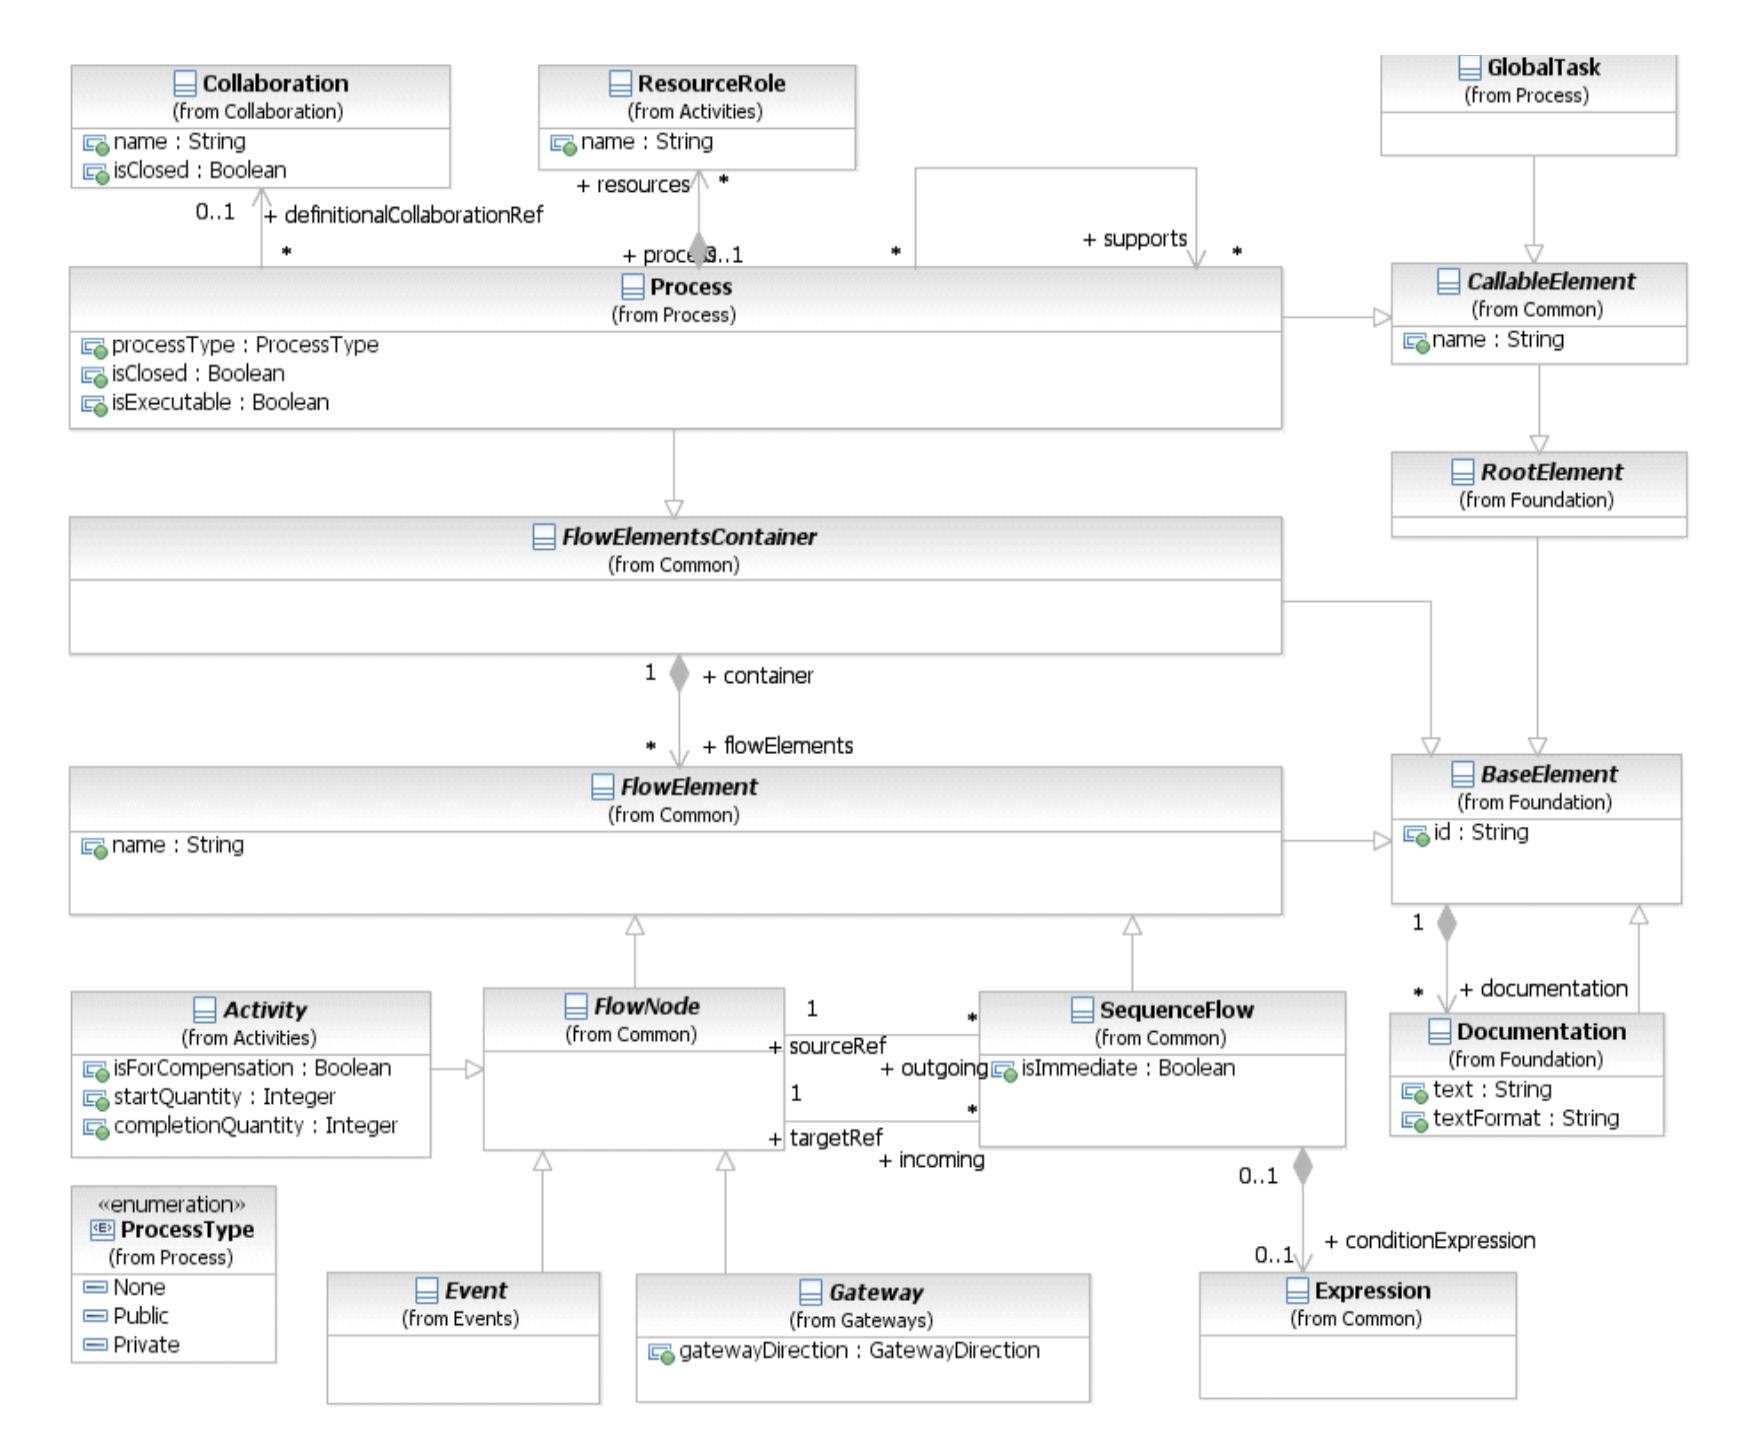 Collaboration
(from Collaboration)
name : String
isClosed : Boolean
ResourceRole
(from Activities)
name : String
GlobalTask
(from Process)
+ resources
*
0..1
+ definitionalCollaborationRef
*
+ process
0..1
*
+ supports
*
Process
(from Process)
processType : ProcessType
isClosed : Boolean
isExecutable : Boolean
CallableElement
(from Common)
name : String
RootElement
(from Foundation)
FlowElementsContainer
(from Common)
1
+ container
*
+ flowElements
FlowElement
(from Common)
name : String
BaseElement
(from Foundation)
id : String
1
*
+ documentation
Documentation
(from Foundation)
text : String
textFormat : String
Activity
(from Activities)
isForCompensation : Boolean
startQuantity : Integer
completionQuantity : Integer
FlowNode
(from Common)
1
*
+ sourceRef
+ outgoing
1
*
+ targetRef
+ incoming
SequenceFlow
(from Common)
isImmediate : Boolean
0..1
+ conditionExpression
0..1
«enumeration»
<E> ProcessType
(from Process)
None
Public
Private
Event
(from Events)
Gateway
(from Gateways)
gatewayDirection : GatewayDirection
Expression
(from Common)